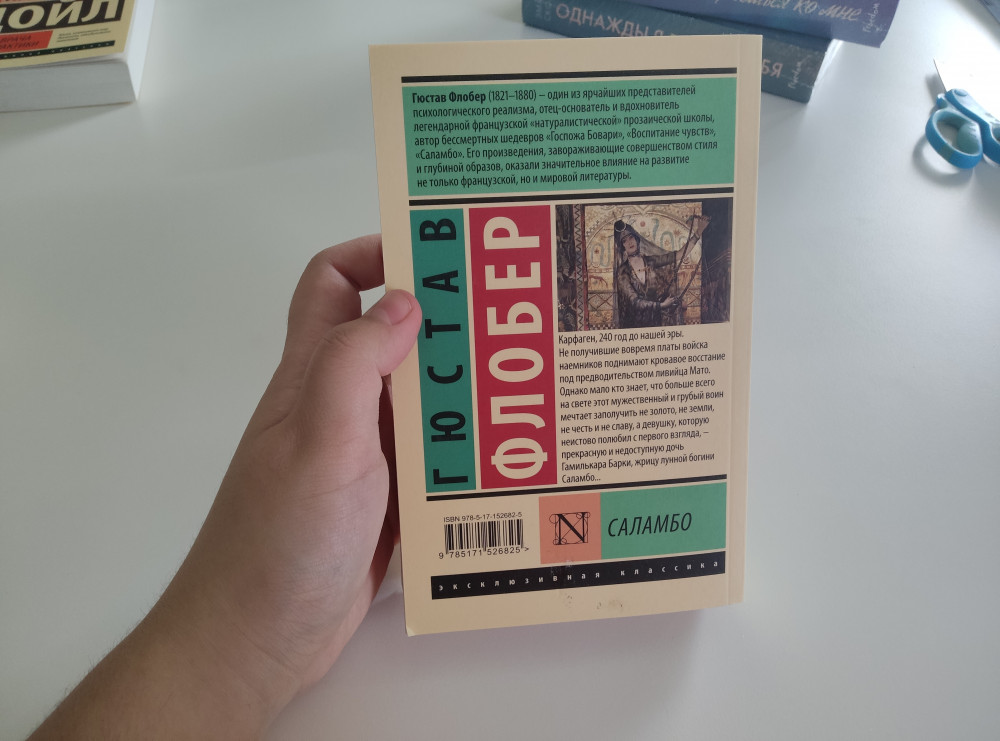 ОЙЛ
ОДНАЖДЫ
ко мне
Гюстав Флобер (1821–1880) – один из ярчайших представителей
психологического реализма, отец-основатель и вдохновитель
легендарной французской «натуралистической» прозаической школы,
автор бессмертных шедевров «Госпожа Бовари», «Воспитание чувств»,
«Саламбо». Его произведения, завораживающие совершенством стиля
и глубиной образов, оказали значительное влияние на развитие
не только французской, но и мировой литературы.
ГЮСТАВ
ФЛОБЕР
Карфаген, 240 год до нашей эры.
Не получившие вовремя платы войска
наемников поднимают кровавое восстание
под предводительством ливийца Мато.
Однако мало кто знает, что больше всего
на свете этот мужественный и грубый воин
мечтает заполучить не золото, не земли,
не честь и не славу, а девушку, которую
неистово полюбил с первого взгляда, –
прекрасную и недоступную дочь
Гамилькара Барки, жрицу лунной богини
Саламбо...
ISBN 978-5-17-152682-5
9 785171 526825 >
N
САЛАМБО
эксклюзивная классика